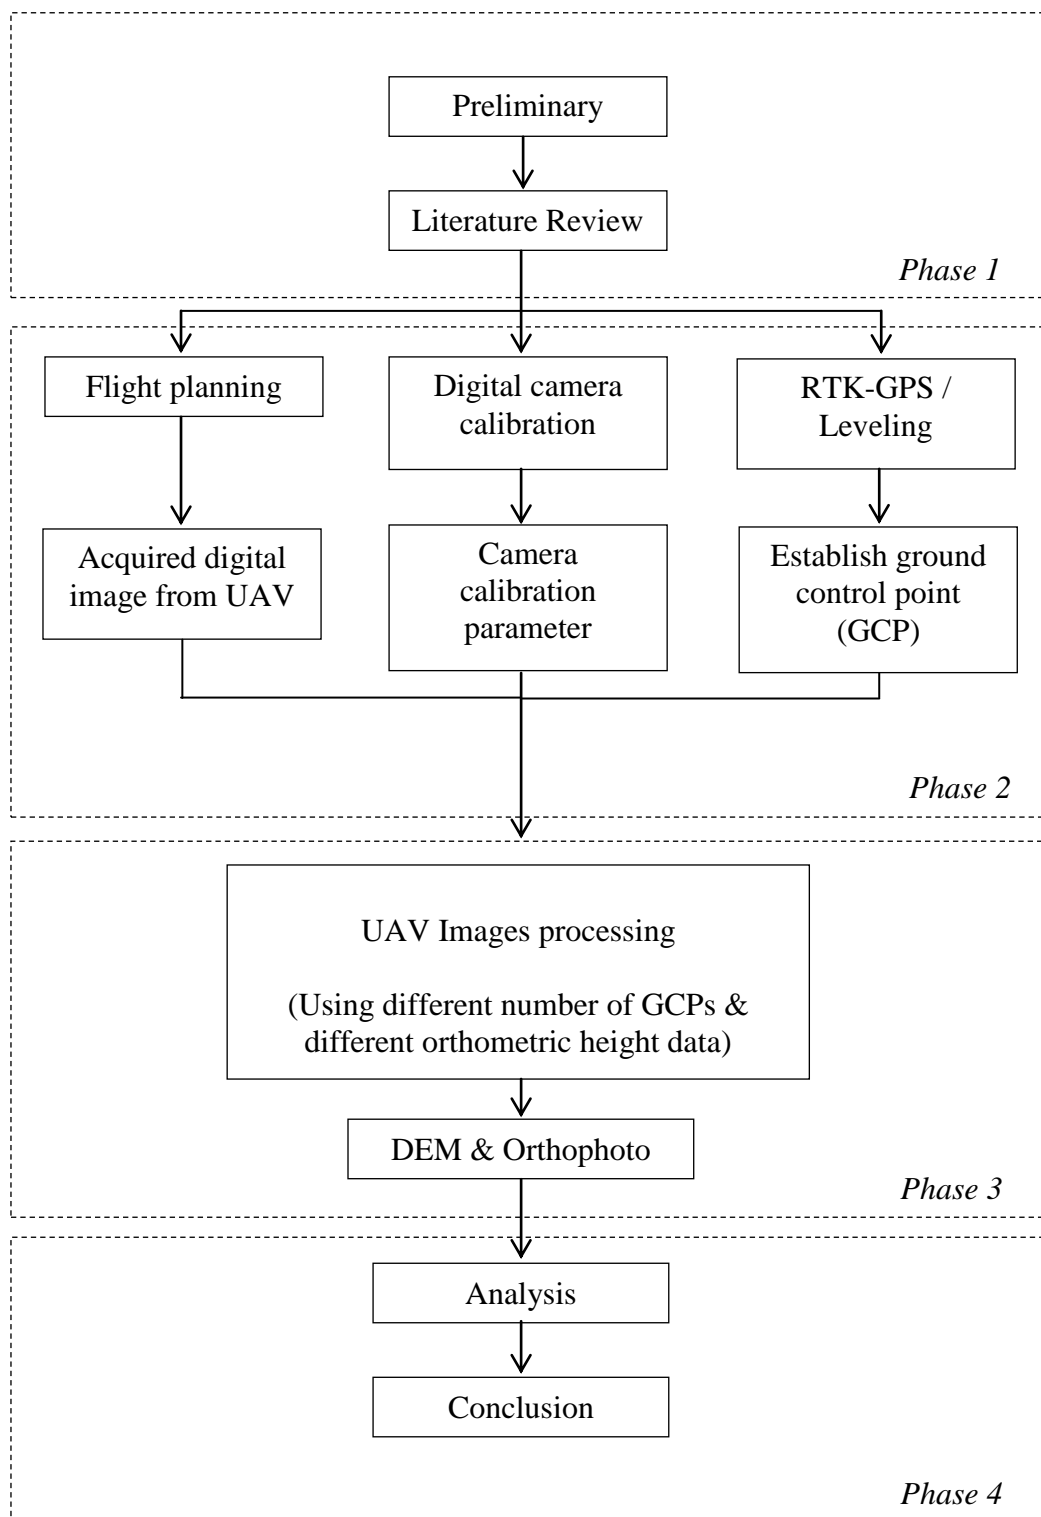 Preliminary
Literature Review
Phase 1
Flight planning
Digital camera
calibration
RTK-GPS /
Leveling
Acquired digital
image from UAV
Camera
calibration
parameter
Establish ground
control point
(GCP)
Phase 2
UAV Images processing
(Using different number of GCPs &
different orthometric height data)
DEM & Orthophoto
Phase 3
Analysis
Conclusion
Phase 4